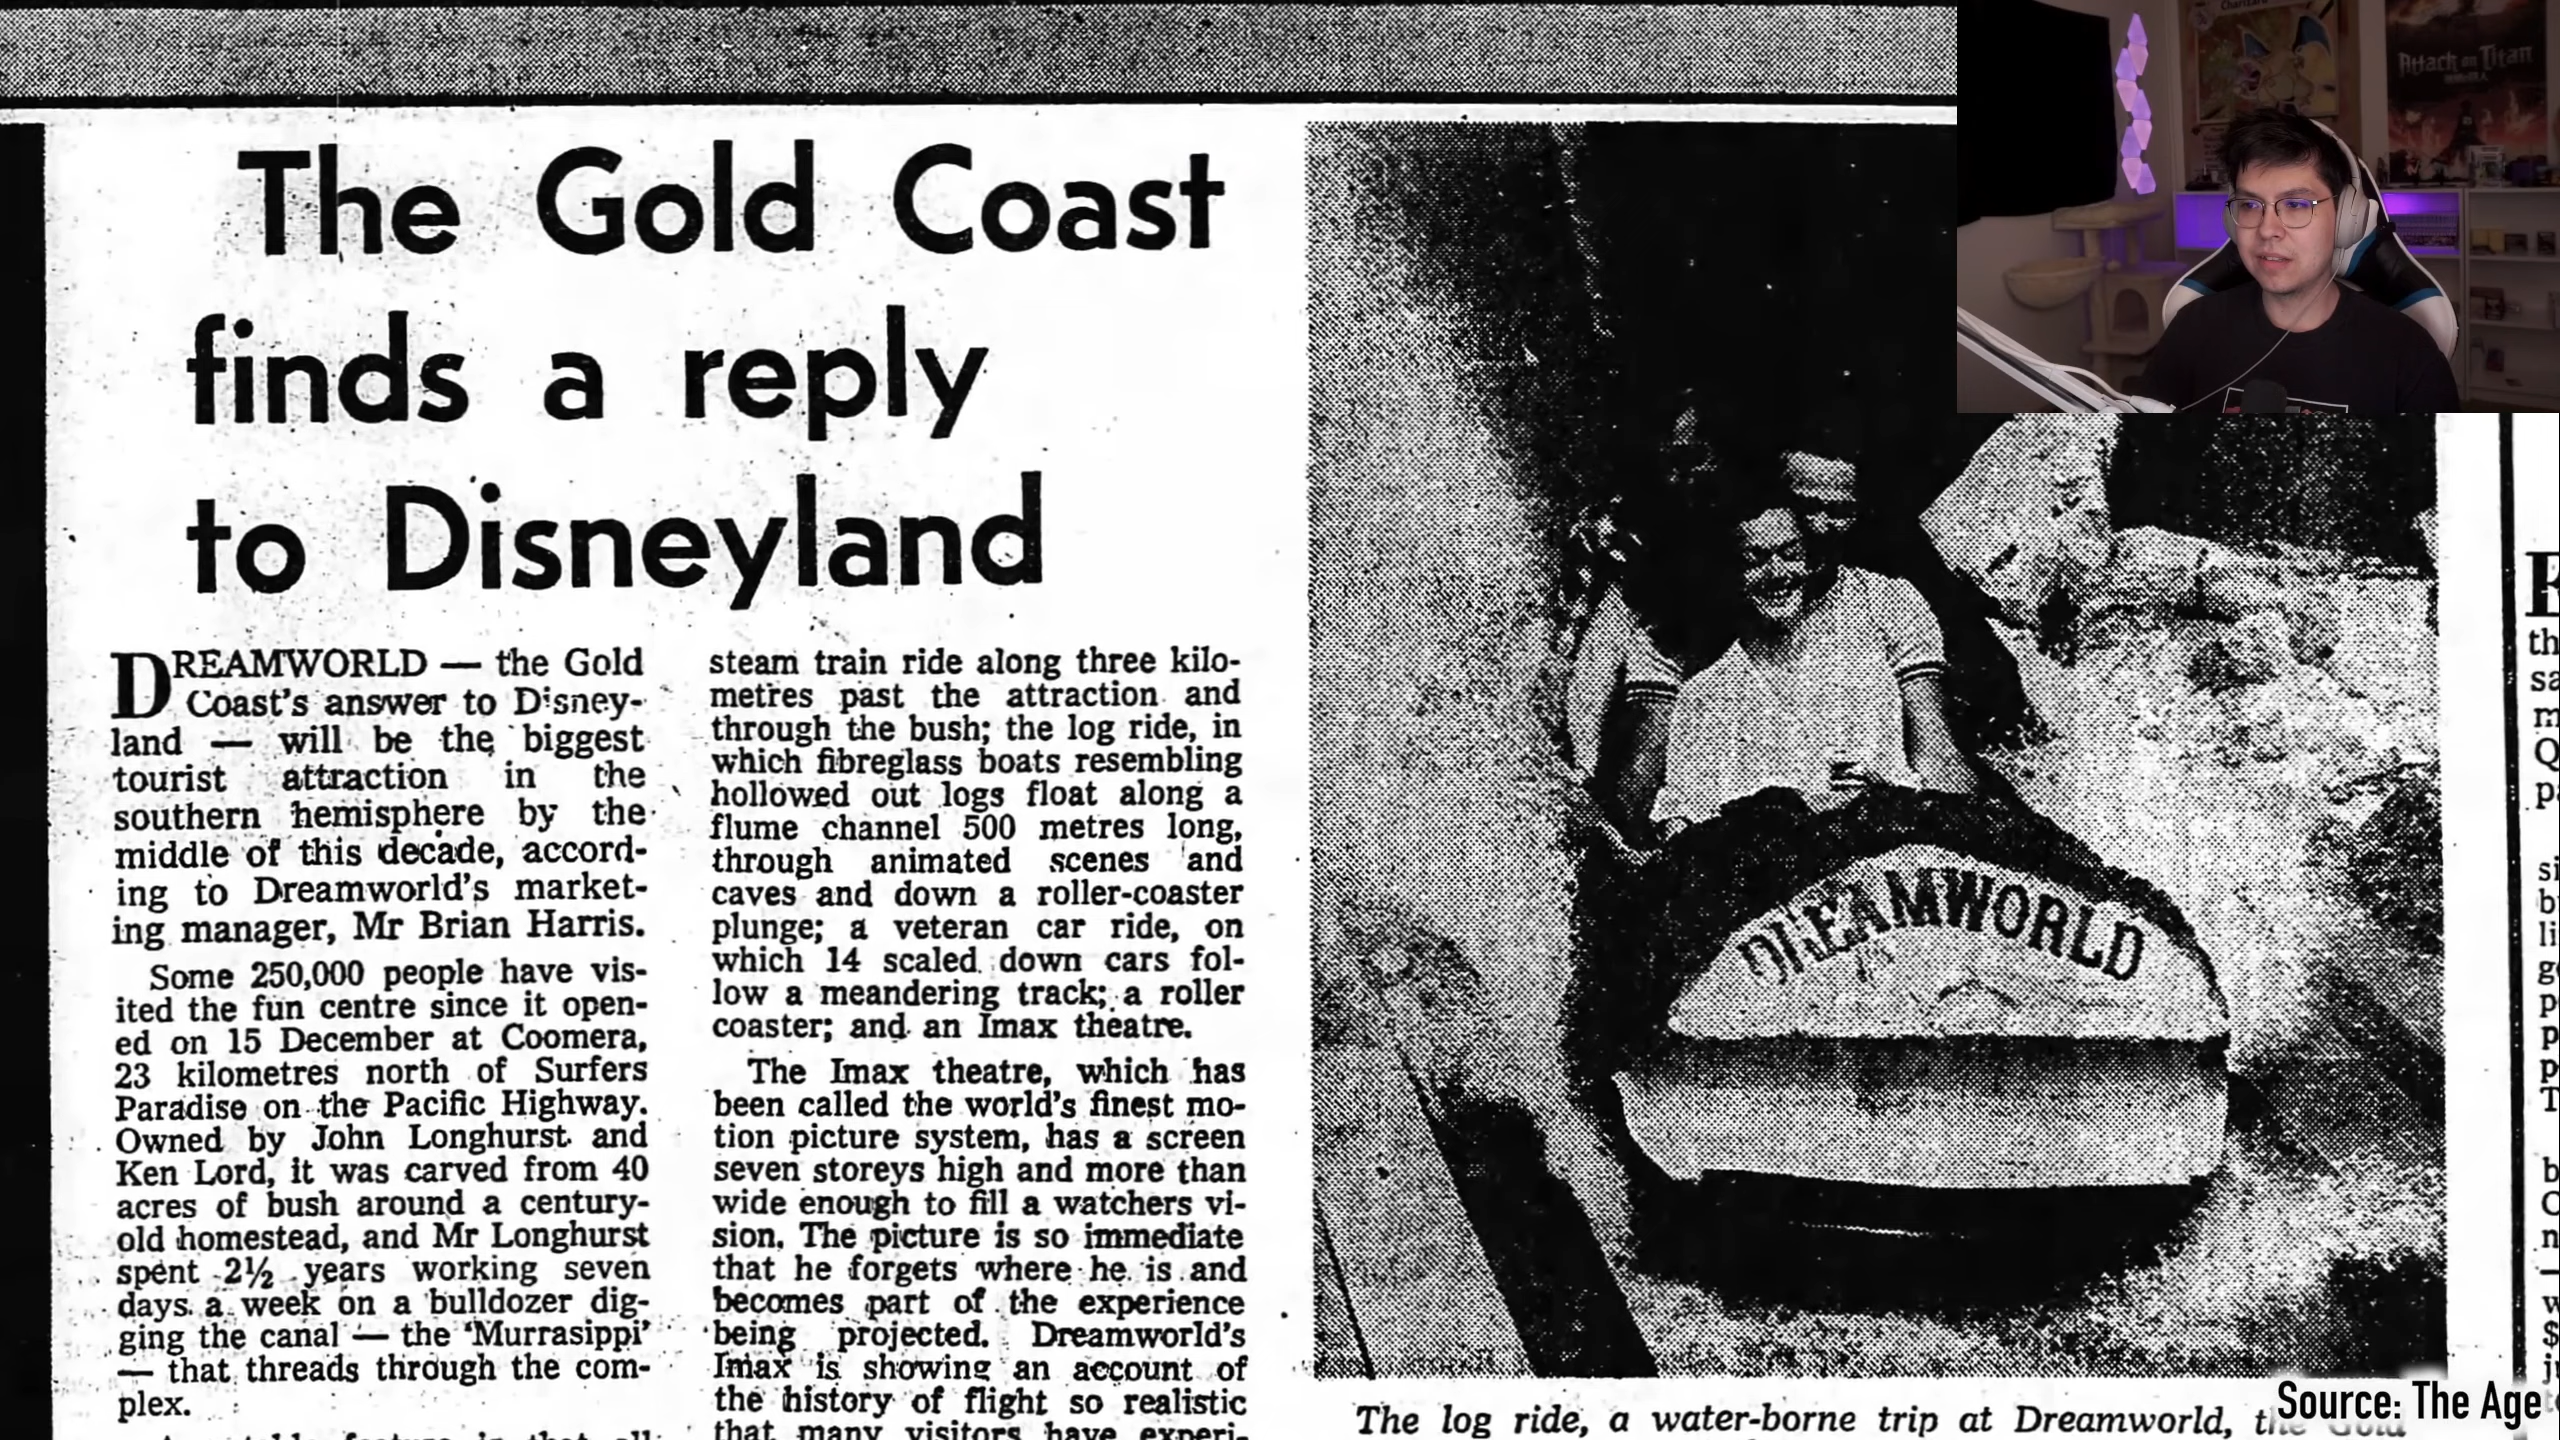 The Gold Coast
finds a reply
to Disneyland
DREAMWORLD — the Gold
Coast's answer to Disney-
land — will be the biggest
tourist attraction in the
southern hemisphere by the
middle of this decade, accord-
ing to Dreamworld's market-
ing manager, Mr Brian Harris.
Some 250,000 people have vis-
ited the fun centre since it open-
ed on 15 December at Coomera,
23 kilometres north of Surfers
Paradise on the Pacific Highway.
Owned by John Longhurst and
Ken Lord, it was carved from 40
acres of bush around a century-
old homestead, and Mr Longhurst
spent 2½ years working seven
days a week on a bulldozer dig-
ging the canal — the 'Murrasippi'
— that threads through the com-
plex.
steam train ride along three kilo-
metres past the attraction and
through the bush; the log ride, in
which fibreglass boats resembling
hollowed out logs float along a
flume channel 500 metres long,
through animated scenes and
caves and down a roller-coaster
plunge; a veteran car ride, on
which 14 scaled down cars fol-
low a meandering track; a roller
coaster; and an Imax theatre.
The Imax theatre, which has
been called the world's finest mo-
tion picture system, has a screen
seven storeys high and more than
wide enough to fill a watchers vi-
sion. The picture is so immediate
that he forgets where he is and
becomes part of the experience
being projected. Dreamworld's
Imax is showing an account of
the history of flight so realistic
that many visitors have experi-
DREAMWORLD
The log ride, a water-borne trip at Dreamworld, the Gold
Source: The Age
Charizard
Attack on Titan